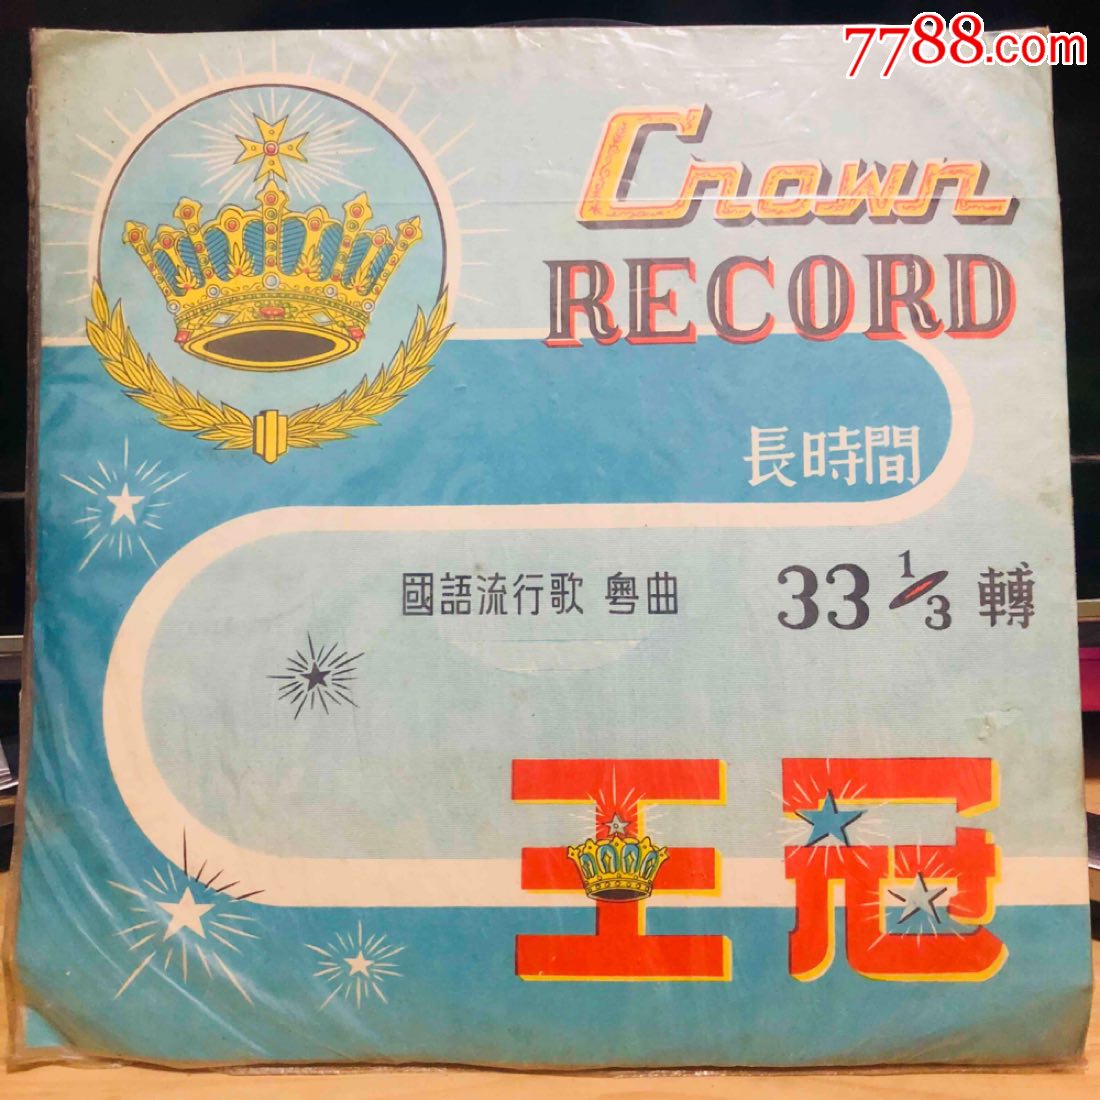 7788.com
Crown
RECORD
長時間
國語流行歌 粵曲
33 1/3 轉
王冠